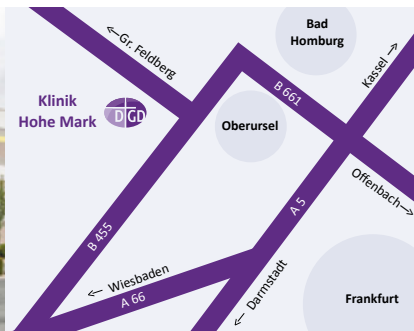 Bad
Homburg
← Gr. Feldberg
Kassel →
Klinik
Hohe Mark
DGD
B 661
Oberursel
Offenbach →
B 455
A 5
← Wiesbaden
A 66
← Darmstadt
Frankfurt